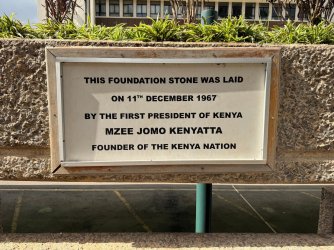 THIS FOUNDATION STONE WAS LAID
ON 11TH DECEMBER 1967
BY THE FIRST PRESIDENT OF KENYA
MZEE JOMO KENYATTA
FOUNDER OF THE KENYA NATION